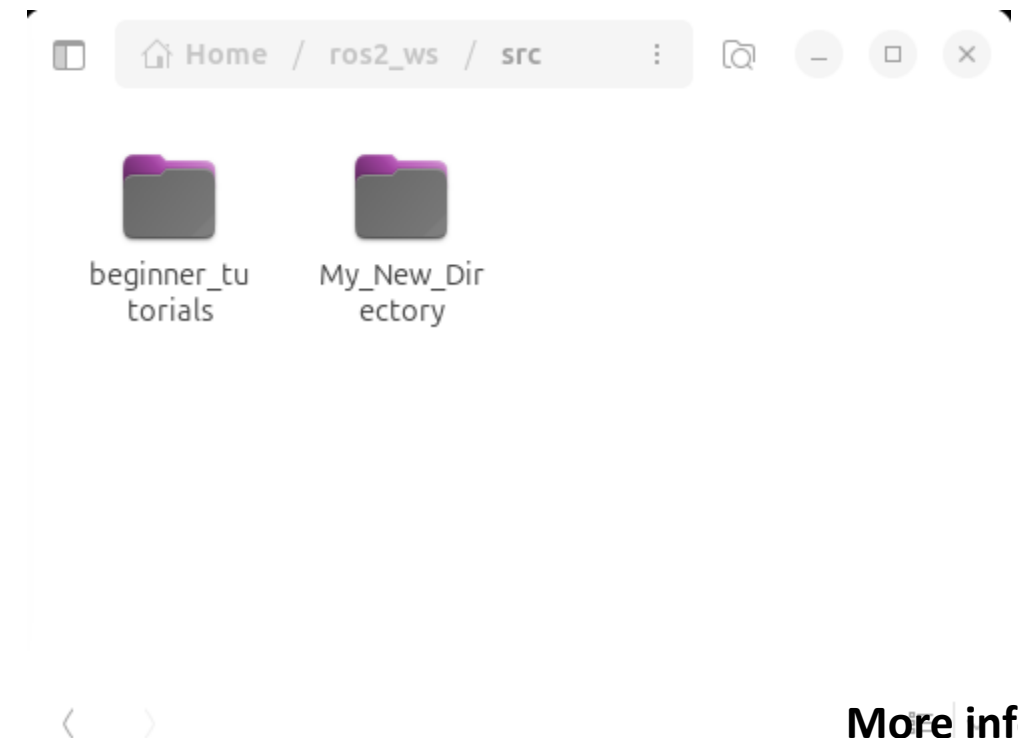 Home / ros2_ws / src
beginner_tu
torials
My_New_Dir
ectory
More inf